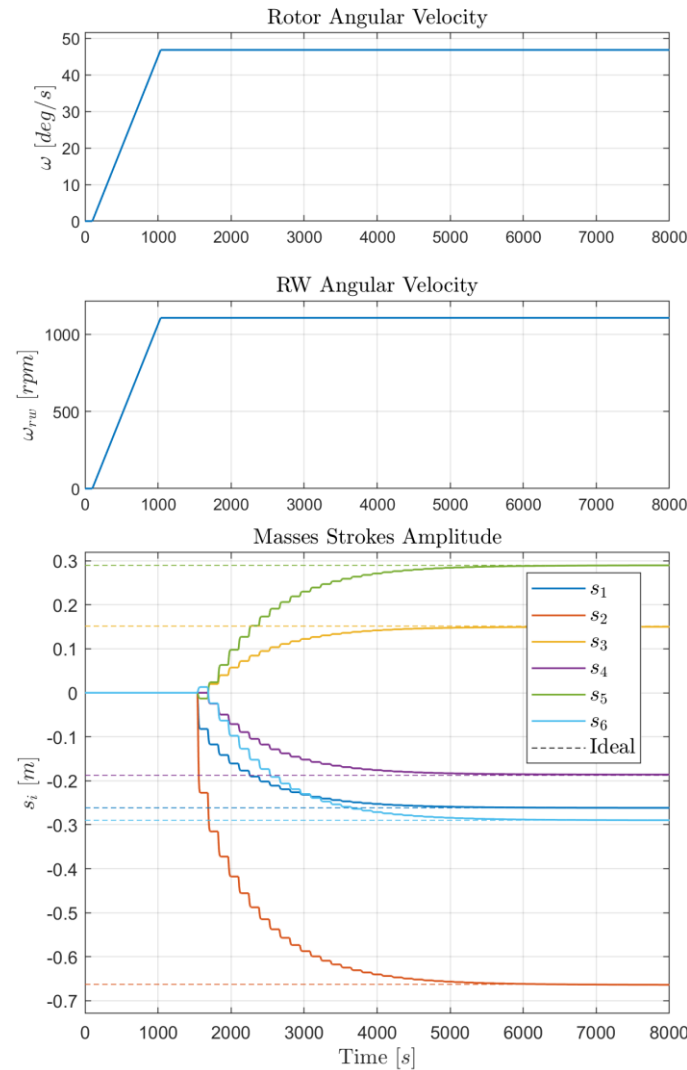 Rotor Angular Velocity
50
40
30
20
10
0
ω [deg/s]
0 1000 2000 3000 4000 5000 6000 7000 8000
RW Angular Velocity
1000
500
0
ω_rw [rpm]
0 1000 2000 3000 4000 5000 6000 7000 8000
Masses Strokes Amplitude
0.3
0.2
0.1
0
-0.1
-0.2
-0.3
-0.4
-0.5
-0.6
-0.7
s_i [m]
s_1
s_2
s_3
s_4
s_5
s_6
Ideal
0 1000 2000 3000 4000 5000 6000 7000 8000
Time [s]